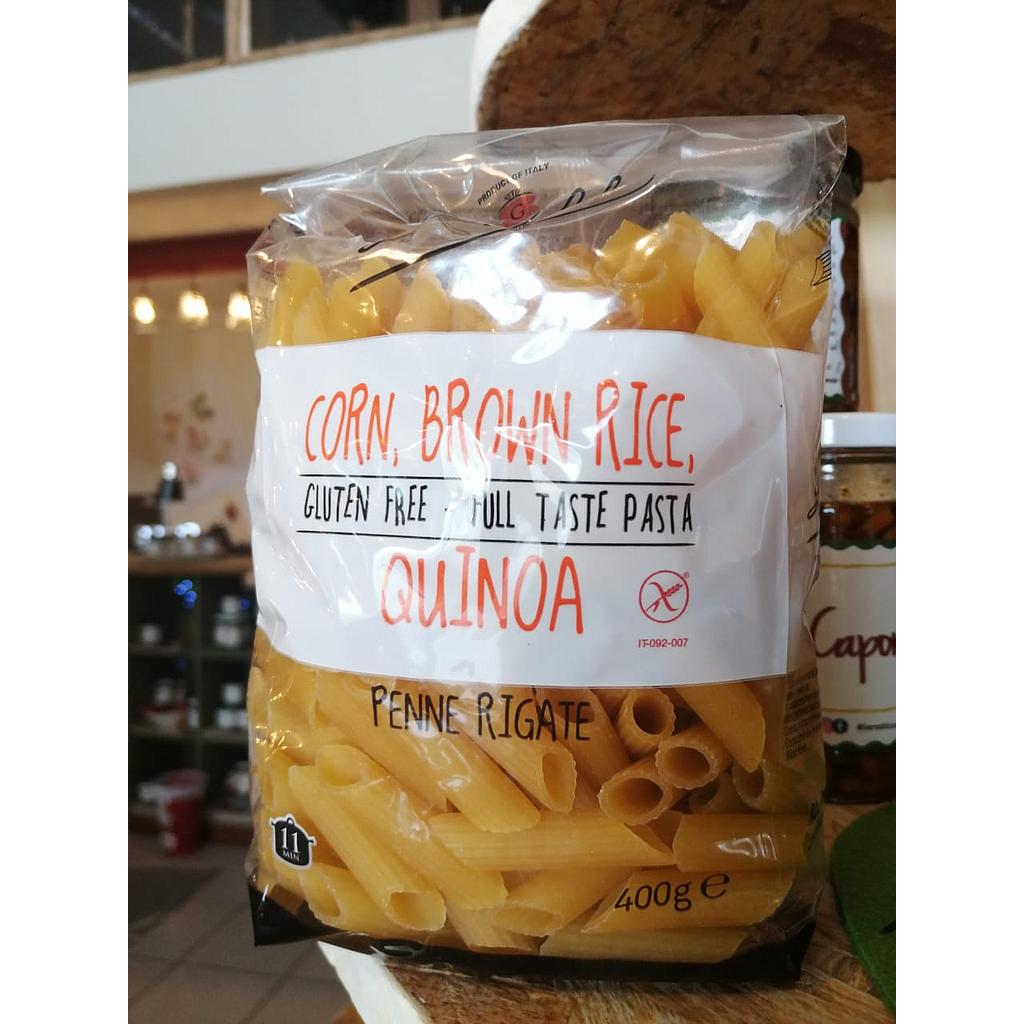 PRODUCT OF ITALY
G
CORN, BROWN RICE,
GLUTEN FREE - FULL TASTE PASTA
QUINOA
IT-092-007
PENNE RIGATE
11
MIN
400g e
Capo